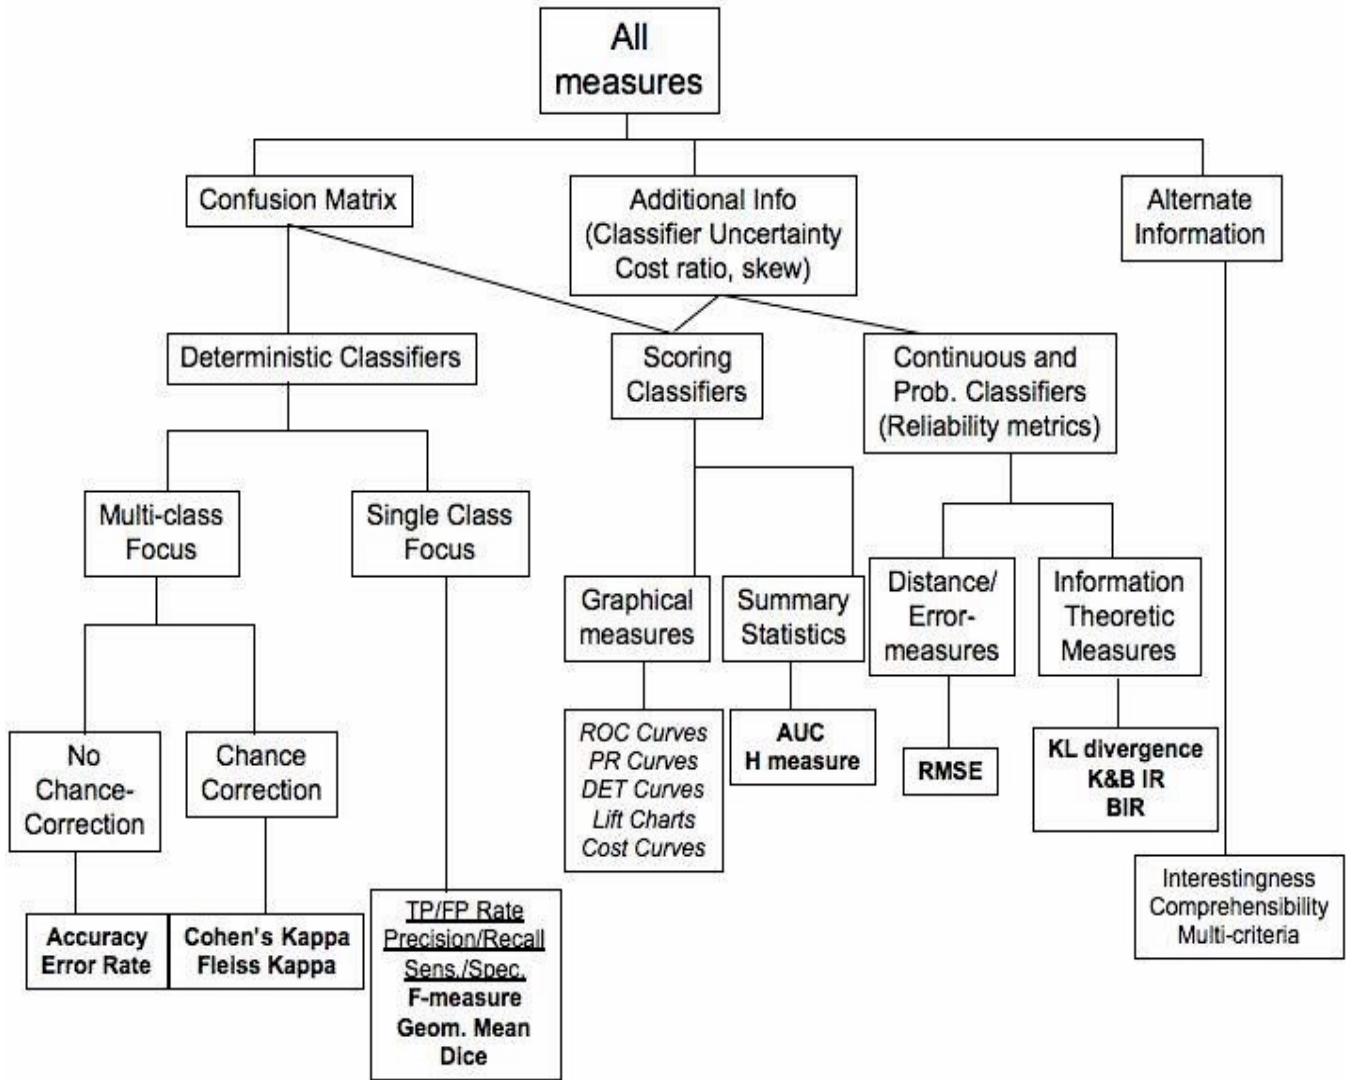 All
measures
Confusion Matrix
Additional Info
(Classifier Uncertainty
Cost ratio, skew)
Alternate
Information
Deterministic Classifiers
Scoring
Classifiers
Continuous and
Prob. Classifiers
(Reliability metrics)
Multi-class
Focus
Single Class
Focus
Graphical
measures
Summary
Statistics
Distance/
Error-
measures
Information
Theoretic
Measures
No
Chance-
Correction
Chance
Correction
ROC Curves
PR Curves
DET Curves
Lift Charts
Cost Curves
AUC
H measure
RMSE
KL divergence
K&B IR
BIR
Accuracy
Error Rate
Cohen's Kappa
Fleiss Kappa
TP/FP Rate
Precision/Recall
Sens./Spec.
F-measure
Geom. Mean
Dice
Interestingness
Comprehensibility
Multi-criteria